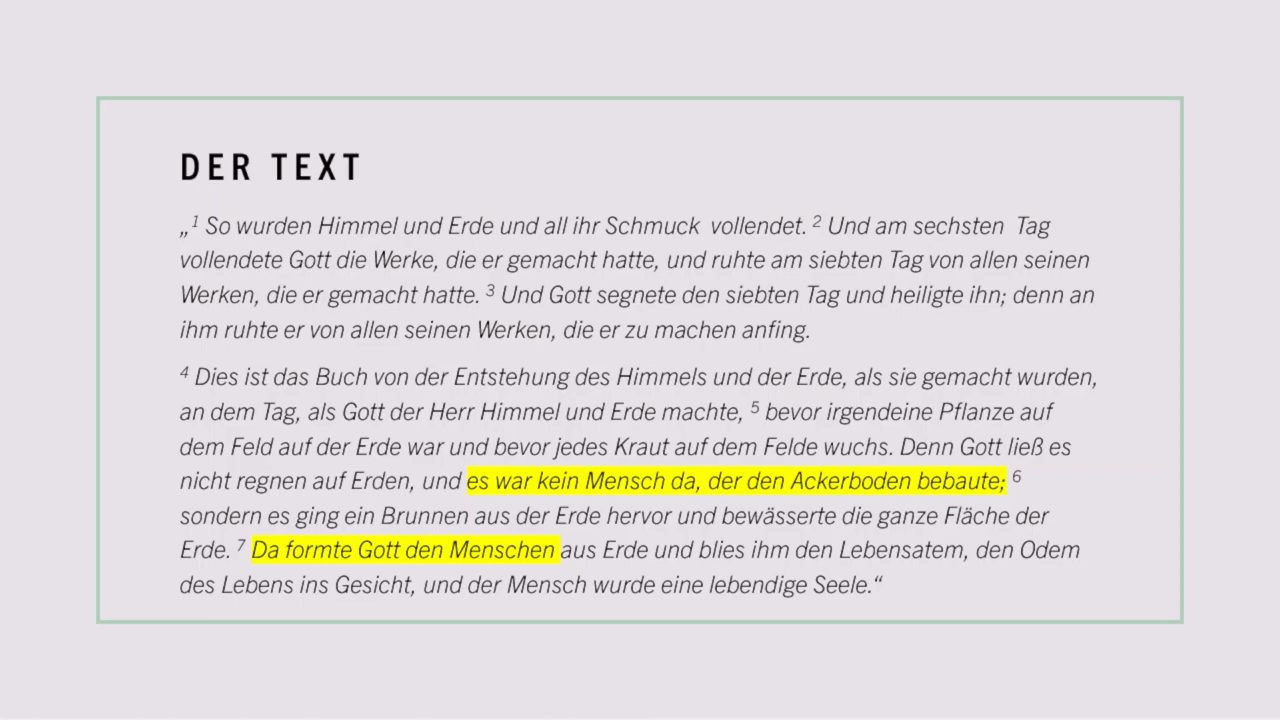 DER TEXT
„¹ So wurden Himmel und Erde und all ihr Schmuck vollendet. ² Und am sechsten Tag
vollendete Gott die Werke, die er gemacht hatte, und ruhte am siebten Tag von allen seinen
Werken, die er gemacht hatte. ³ Und Gott segnete den siebten Tag und heiligte ihn; denn an
ihm ruhte er von allen seinen Werken, die er zu machen anfing.
⁴ Dies ist das Buch von der Entstehung des Himmels und der Erde, als sie gemacht wurden,
an dem Tag, als Gott der Herr Himmel und Erde machte, ⁵ bevor irgendeine Pflanze auf
dem Feld auf der Erde war und bevor jedes Kraut auf dem Felde wuchs. Denn Gott ließ es
nicht regnen auf Erden, und es war kein Mensch da, der den Ackerboden bebaute; ⁶
sondern es ging ein Brunnen aus der Erde hervor und bewässerte die ganze Fläche der
Erde. ⁷ Da formte Gott den Menschen aus Erde und blies ihm den Lebensatem, den Odem
des Lebens ins Gesicht, und der Mensch wurde eine lebendige Seele.“